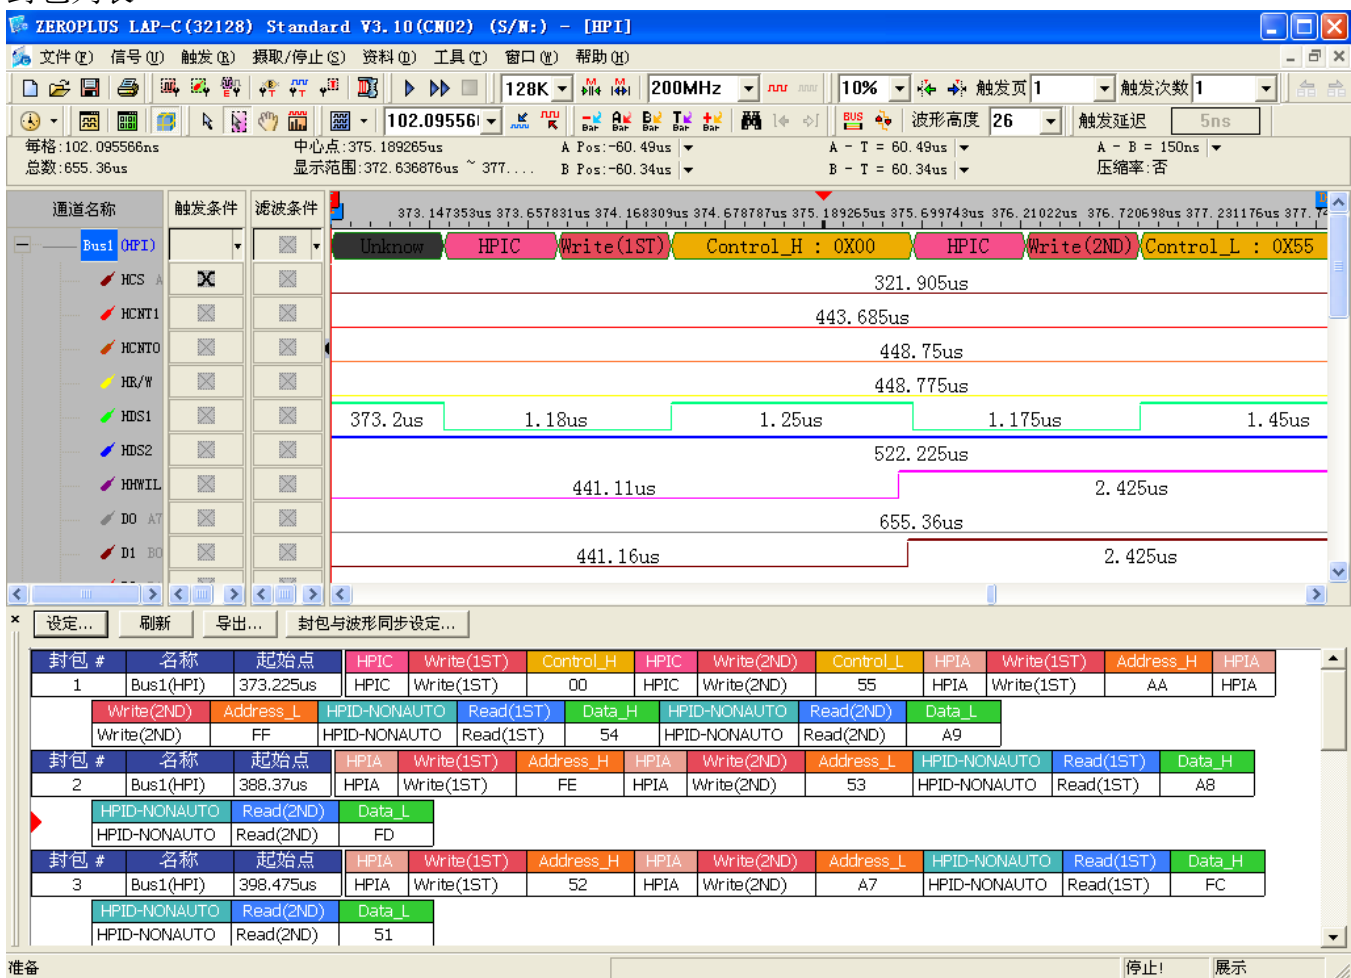 ZEROPLUS LAP-C(32128) Standard V3.10(CN02) (S/N:) - [HPI]
文件(F) 信号(U) 触发(R) 摄取/停止(S) 资料(D) 工具(T) 窗口(W) 帮助(H)
128K 200MHz 10% 触发页 1 触发次数 1
102.09556 Bar Bar Bar Bar Bar BUS 波形高度 26 触发延迟 5ns
每格:102.095566ns 中心点:375.189265us A Pos:-60.49us A - T = 60.49us A - B = 150ns
总数:655.36us 显示范围:372.636876us ~ 377.... B Pos:-60.34us B - T = 60.34us 压缩率:否
通道名称 触发条件 滤波条件 373.147353us 373.657831us 374.168309us 374.678787us 375.189265us 375.699743us 376.21022us 376.720698us 377.231176us 377.74
Bus1 (HPI) Unknow HPIC Write(1ST) Control_H : 0X00 HPIC Write(2ND) Control_L : 0X55
HCS A 321.905us
HCNT1 443.685us
HCNT0 448.75us
HR/W 448.775us
HDS1 373.2us 1.18us 1.25us 1.175us 1.45us
HDS2 522.225us
HHWIL 441.11us 2.425us
D0 A7 655.36us
D1 B0 441.16us 2.425us
设定... 刷新 导出... 封包与波形同步设定...
封包 # 名称 起始点 HPIC Write(1ST) Control_H HPIC Write(2ND) Control_L HPIA Write(1ST) Address_H HPIA
1 Bus1(HPI) 373.225us HPIC Write(1ST) 00 HPIC Write(2ND) 55 HPIA Write(1ST) AA HPIA
Write(2ND) Address_L HPID-NONAUTO Read(1ST) Data_H HPID-NONAUTO Read(2ND) Data_L
Write(2ND) FF HPID-NONAUTO Read(1ST) 54 HPID-NONAUTO Read(2ND) A9
封包 # 名称 起始点 HPIA Write(1ST) Address_H HPIA Write(2ND) Address_L HPID-NONAUTO Read(1ST) Data_H
2 Bus1(HPI) 388.37us HPIA Write(1ST) FE HPIA Write(2ND) 53 HPID-NONAUTO Read(1ST) A8
HPID-NONAUTO Read(2ND) Data_L
HPID-NONAUTO Read(2ND) FD
封包 # 名称 起始点 HPIA Write(1ST) Address_H HPIA Write(2ND) Address_L HPID-NONAUTO Read(1ST) Data_H
3 Bus1(HPI) 398.475us HPIA Write(1ST) 52 HPIA Write(2ND) A7 HPID-NONAUTO Read(1ST) FC
HPID-NONAUTO Read(2ND) Data_L
HPID-NONAUTO Read(2ND) 51
准备 停止! 展示